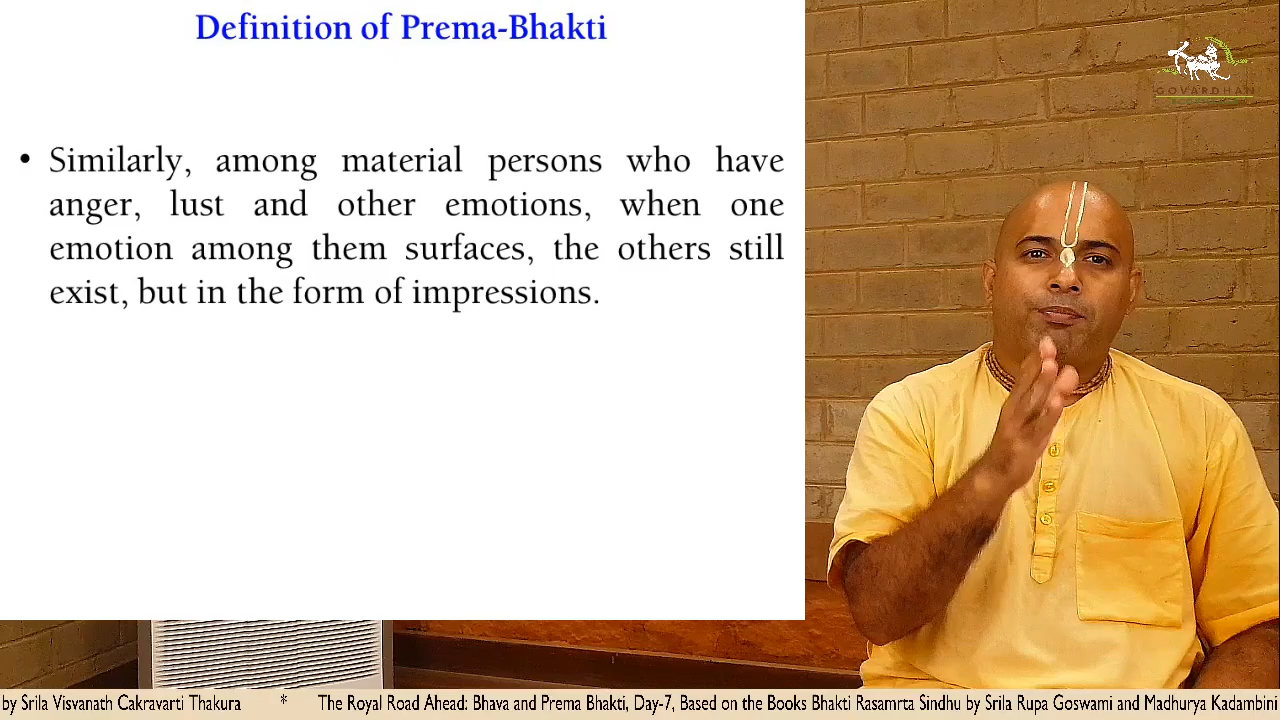 Definition of Prema-Bhakti
• Similarly, among material persons who have
anger, lust and other emotions, when one
emotion among them surfaces, the others still
exist, but in the form of impressions.
GOVARDHAN
by Srila Visvanath Cakravarti Thakura * The Royal Road Ahead: Bhava and Prema Bhakti, Day-7, Based on the Books Bhakti Rasamrta Sindhu by Srila Rupa Goswami and Madhurya Kadambini